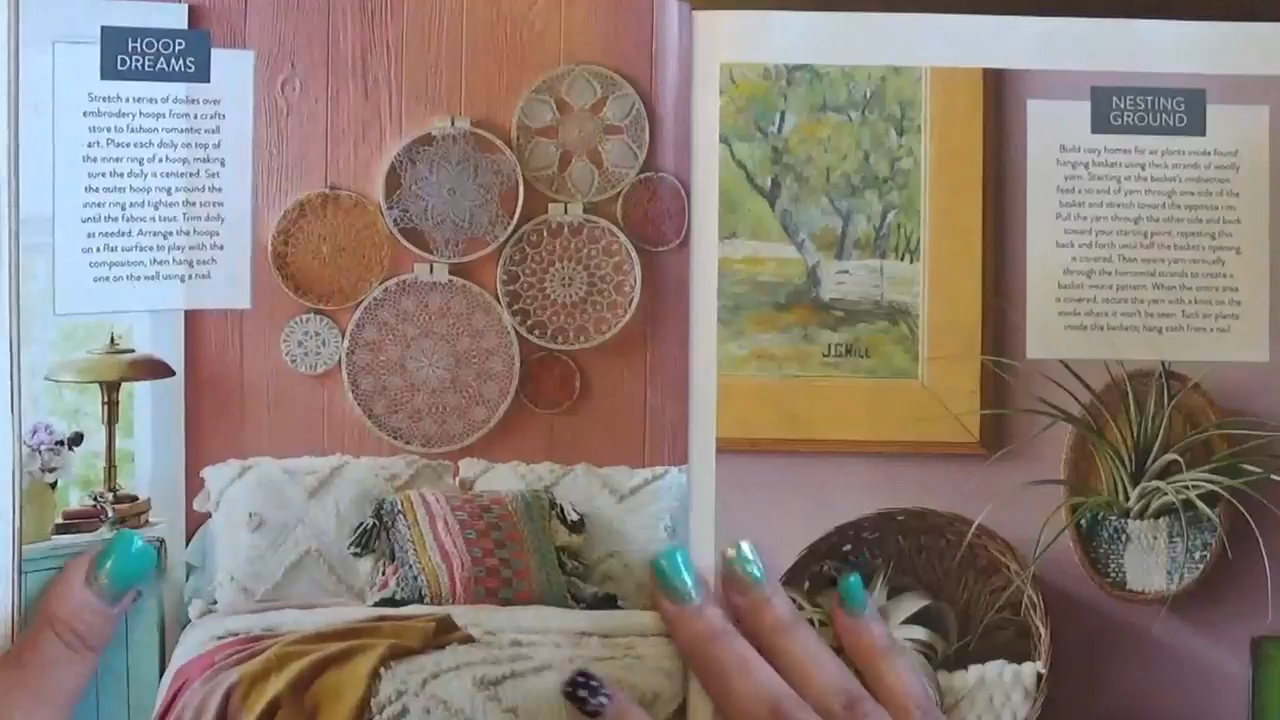 HOOP
DREAMS
Stretch a series of doilies over
embroidery hoops from a crafts
store to fashion romantic wall
art. Place each doily on top of
the inner ring of a hoop, making
sure the doily is centered. Set
the outer hoop ring around the
inner ring and tighten the screw
until the fabric is taut. Trim doily
as needed. Arrange the hoops
on a flat surface to play with the
composition, then hang each
one on the wall using a nail.
J.G HILL
NESTING
GROUND
Build cozy homes for air plants inside found
hanging baskets using thick strands of woolly
yarn. Starting at the basket's midsection
feed a strand of yarn through one side of the
basket and stretch toward the opposite rim.
Pull the yarn through the other side and back
toward your starting point, repeating this
back and forth until half the basket's opening
is covered. Then weave yarn vertically
through the horizontal strands to create a
basket-weave pattern. When the entire area
is covered, secure the yarn with a knot on the
inside where it won't be seen. Tuck air plants
inside the baskets; hang each from a nail.